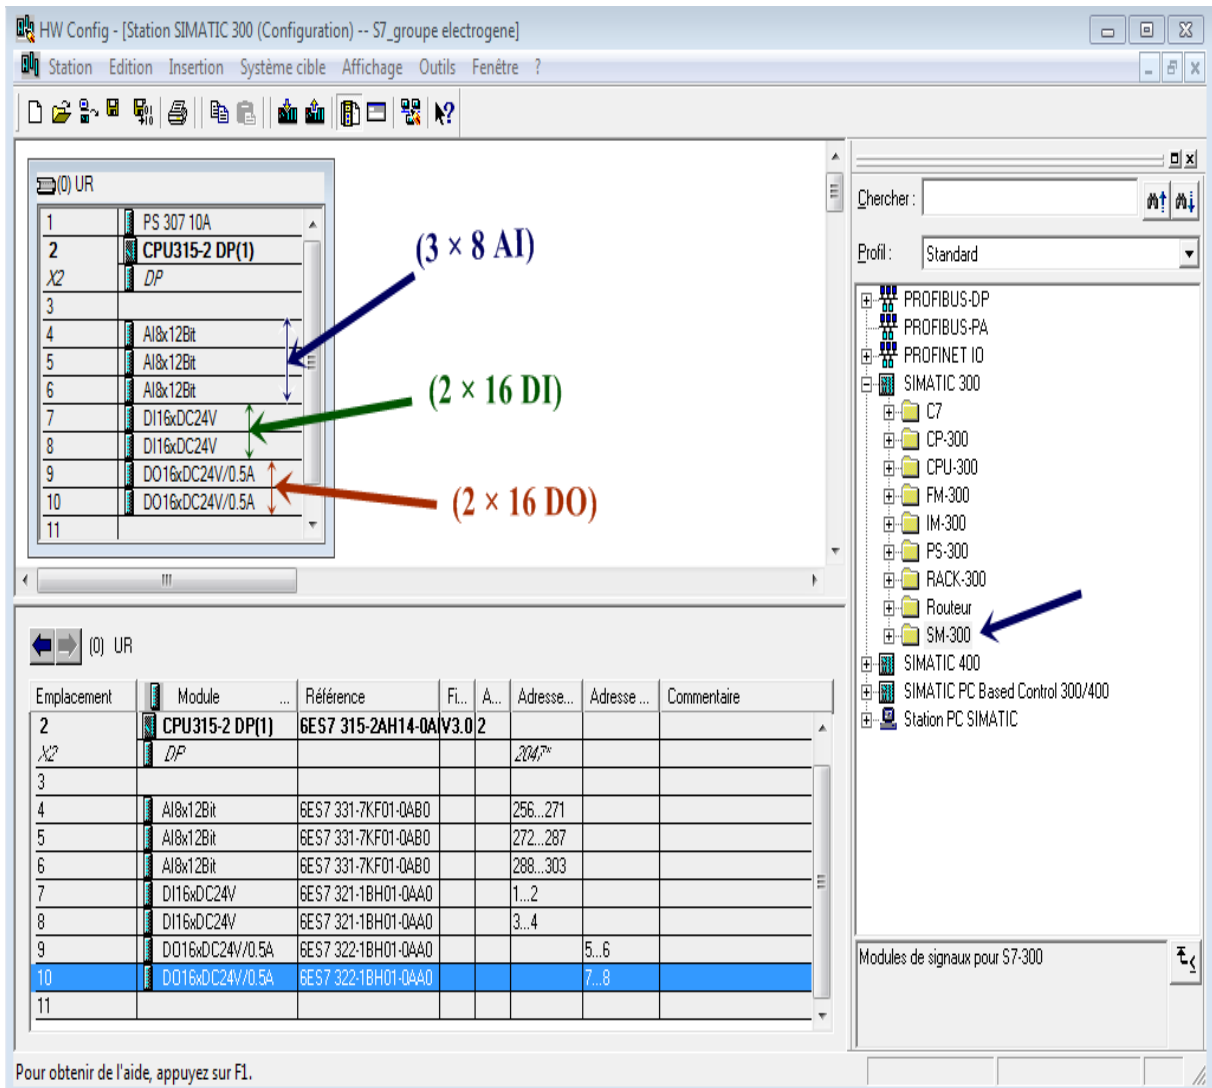 HW Config - [Station SIMATIC 300 (Configuration) -- S7_groupe electrogene]
Station Edition Insertion Système cible Affichage Outils Fenêtre ?
(0) UR
1 PS 307 10A
2 CPU315-2 DP(1)
X2 DP
3
4 AI8x12Bit
5 AI8x12Bit
6 AI8x12Bit
7 DI16xDC24V
8 DI16xDC24V
9 DO16xDC24V/0.5A
10 DO16xDC24V/0.5A
11
(3 × 8 AI)
(2 × 16 DI)
(2 × 16 DO)
Chercher :
Profil : Standard
PROFIBUS-DP
PROFIBUS-PA
PROFINET IO
SIMATIC 300
C7
CP-300
CPU-300
FM-300
IM-300
PS-300
RACK-300
Routeur
SM-300
SIMATIC 400
SIMATIC PC Based Control 300/400
Station PC SIMATIC
(0) UR
Emplacement Module ... Référence Fi... A... Adresse... Adresse ... Commentaire
2 CPU315-2 DP(1) 6ES7 315-2AH14-0A V3.0 2
X2 DP 2047*
3
4 AI8x12Bit 6ES7 331-7KF01-0AB0 256...271
5 AI8x12Bit 6ES7 331-7KF01-0AB0 272...287
6 AI8x12Bit 6ES7 331-7KF01-0AB0 288...303
7 DI16xDC24V 6ES7 321-1BH01-0AA0 1...2
8 DI16xDC24V 6ES7 321-1BH01-0AA0 3...4
9 DO16xDC24V/0.5A 6ES7 322-1BH01-0AA0 5...6
10 DO16xDC24V/0.5A 6ES7 322-1BH01-0AA0 7...8
11
Modules de signaux pour S7-300
Pour obtenir de l'aide, appuyez sur F1.